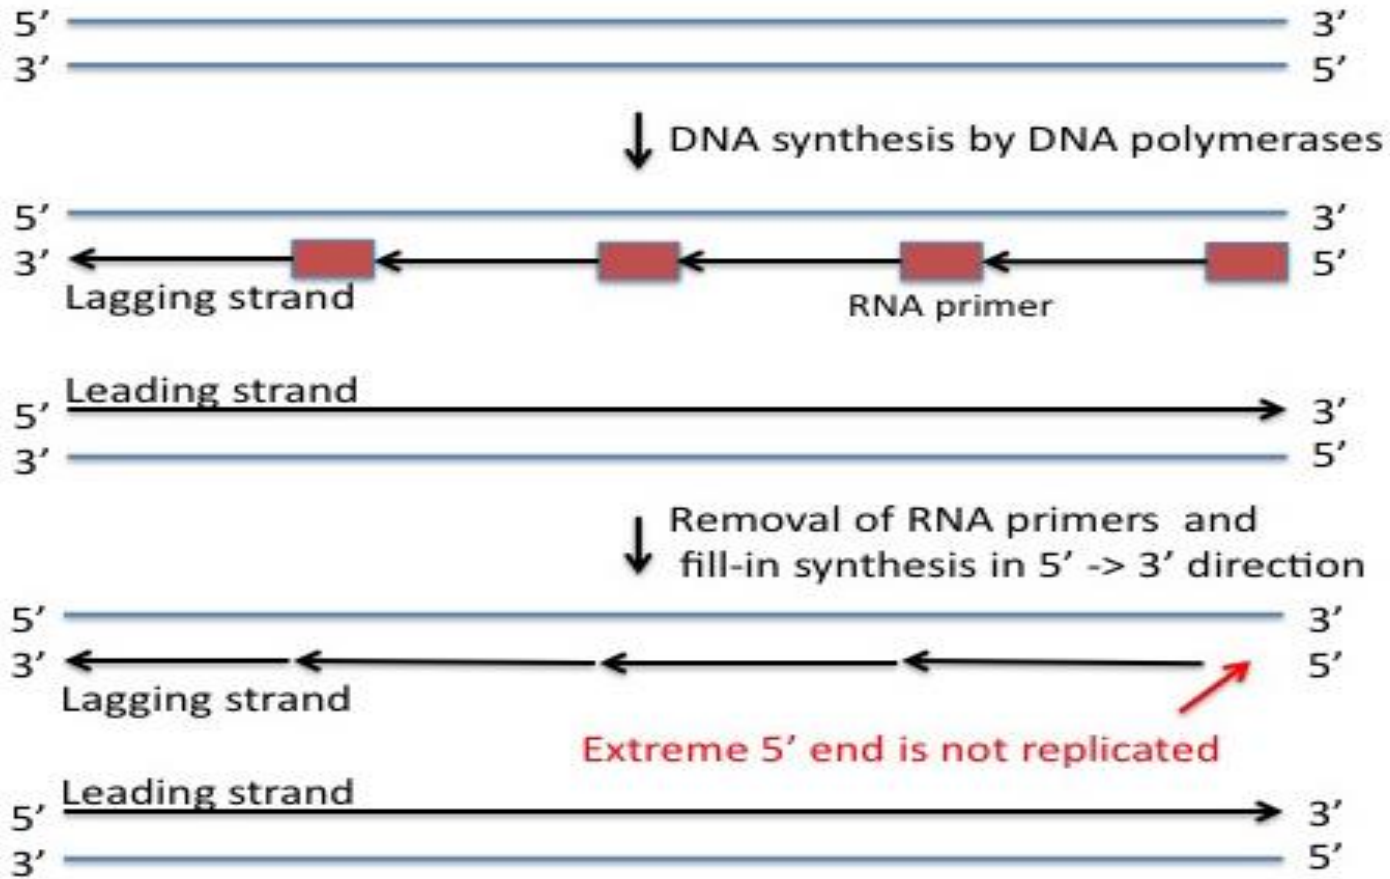 5’ 3’
3’ 5’
DNA synthesis by DNA polymerases
5’ 3’
3’ 5’
Lagging strand RNA primer
Leading strand
5’ 3’
3’ 5’
Removal of RNA primers and
fill-in synthesis in 5’ -> 3’ direction
5’ 3’
3’ 5’
Lagging strand
Extreme 5’ end is not replicated
Leading strand
5’ 3’
3’ 5’